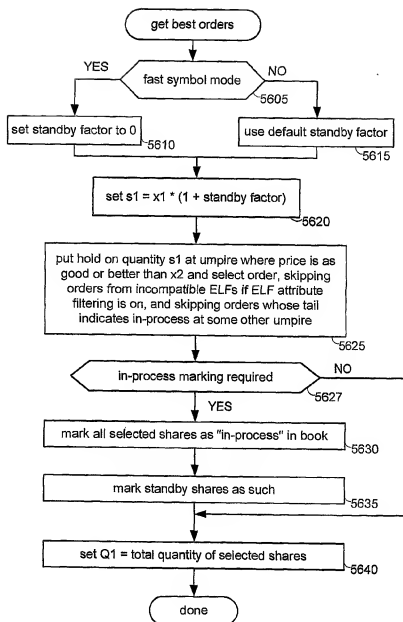 get best orders
YES
fast symbol mode
NO
5605
set standby factor to 0
5610
use default standby factor
5615
set s1 = x1 * (1 + standby factor)
5620
put hold on quantity s1 at umpire where price is as
good or better than x2 and select order, skipping
orders from incompatible ELFs if ELF attribute
filtering is on, and skipping orders whose tail
indicates in-process at some other umpire
5625
in-process marking required
NO
5627
YES
mark all selected shares as "in-process" in book
5630
mark standby shares as such
5635
set Q1 = total quantity of selected shares
5640
done